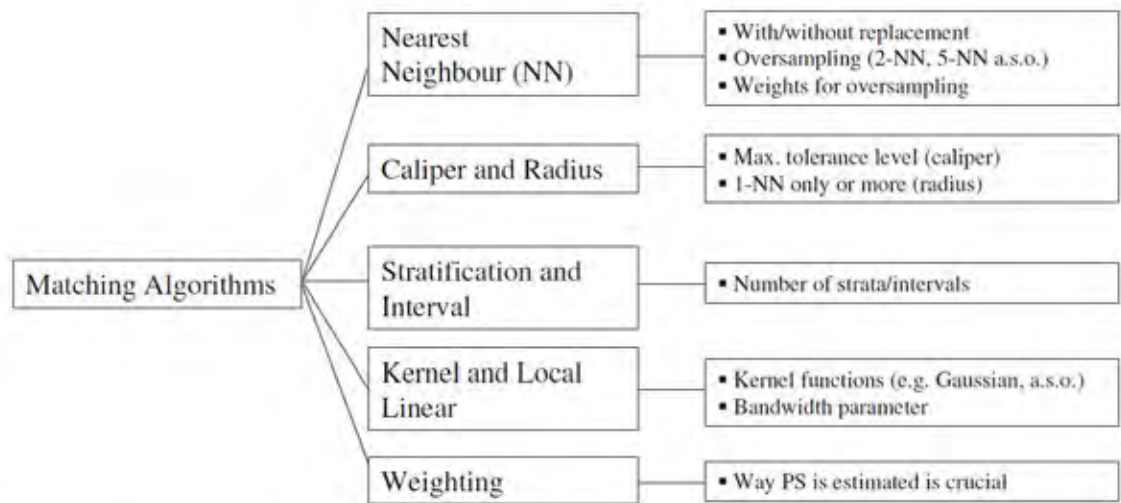 Matching Algorithms
Nearest
Neighbour (NN)
▪ With/without replacement
▪ Oversampling (2-NN, 5-NN a.s.o.)
▪ Weights for oversampling
Caliper and Radius
▪ Max. tolerance level (caliper)
▪ 1-NN only or more (radius)
Stratification and
Interval
▪ Number of strata/intervals
Kernel and Local
Linear
▪ Kernel functions (e.g. Gaussian, a.s.o.)
▪ Bandwidth parameter
Weighting
▪ Way PS is estimated is crucial